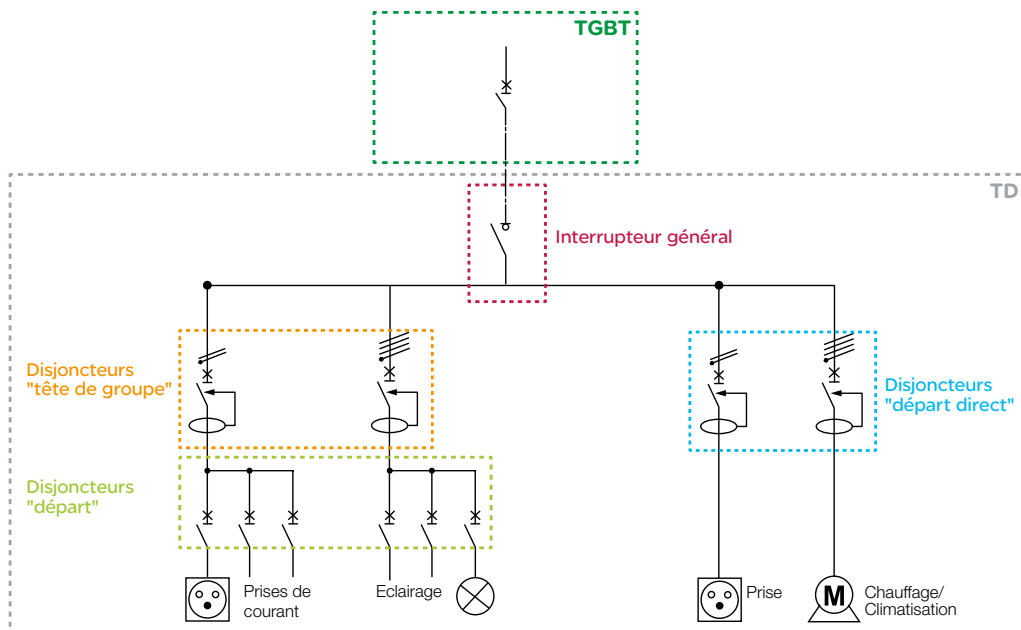 TGBT
TD
Interrupteur général
Disjoncteurs
"tête de groupe"
Disjoncteurs
"départ direct"
Disjoncteurs
"départ"
Prises de
courant
Eclairage
Prise
M
Chauffage/
Climatisation